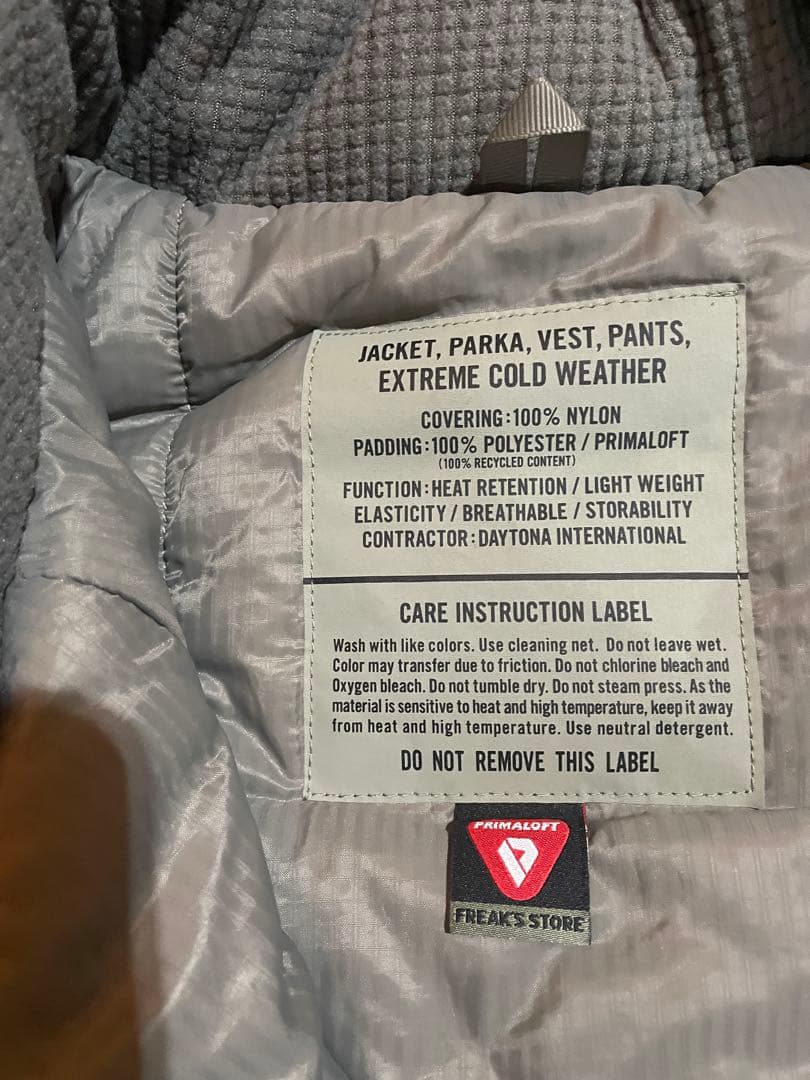 JACKET, PARKA, VEST, PANTS,
EXTREME COLD WEATHER
COVERING:100% NYLON
PADDING:100% POLYESTER / PRIMALOFT
(100% RECYCLED CONTENT)
FUNCTION:HEAT RETENTION / LIGHT WEIGHT
ELASTICITY / BREATHABLE / STORABILITY
CONTRACTOR:DAYTONA INTERNATIONAL
CARE INSTRUCTION LABEL
Wash with like colors. Use cleaning net. Do not leave wet.
Color may transfer due to friction. Do not chlorine bleach and
Oxygen bleach. Do not tumble dry. Do not steam press. As the
material is sensitive to heat and high temperature, keep it away
from heat and high temperature. Use neutral detergent.
DO NOT REMOVE THIS LABEL
PRIMALOFT
FREAK'S STORE